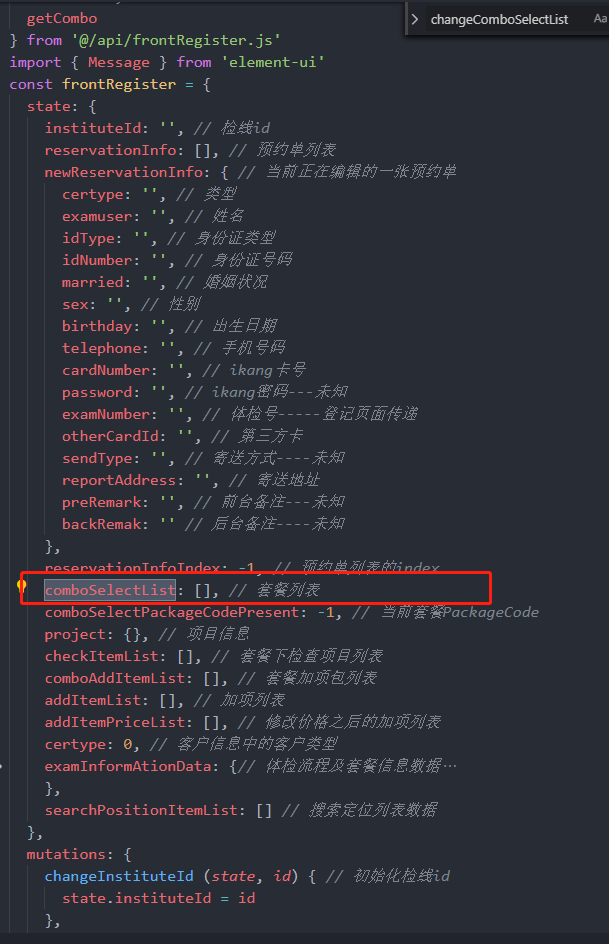 getCombo
changeComboSelectList
Aa
} from '@/api/frontRegister.js'
import { Message } from 'element-ui'
const frontRegister = {
state: {
instituteId: '', // 检线id
reservationInfo: [], // 预约单列表
newReservationInfo: { // 当前正在编辑的一张预约单
certype: '', // 类型
examuser: '', // 姓名
idType: '', // 身份证类型
idNumber: '', // 身份证号码
married: '', // 婚姻状况
sex: '', // 性别
birthday: '', // 出生日期
telephone: '', // 手机号码
cardNumber: '', // ikang卡号
password: '', // ikang密码---未知
examNumber: '', // 体检号-----登记页面传递
otherCardId: '', // 第三方卡
sendType: '', // 寄送方式----未知
reportAddress: '', // 寄送地址
preRemark: '', // 前台备注---未知
backRemak: '' // 后台备注----未知
},
reservationInfoIndex: -1, // 预约单列表的index
comboSelectList: [], // 套餐列表
comboSelectPackageCodePresent: -1, // 当前套餐PackageCode
project: {}, // 项目信息
checkItemList: [], // 套餐下检查项目列表
comboAddItemList: [], // 套餐加项包列表
addItemList: [], // 加项列表
addItemPriceList: [], // 修改价格之后的加项列表
certype: 0, // 客户信息中的客户类型
examInformAtionData: {// 体检流程及套餐信息数据…
},
searchPositionItemList: [] // 搜索定位列表数据
},
mutations: {
changeInstituteId (state, id) { // 初始化检线id
state.instituteId = id
},